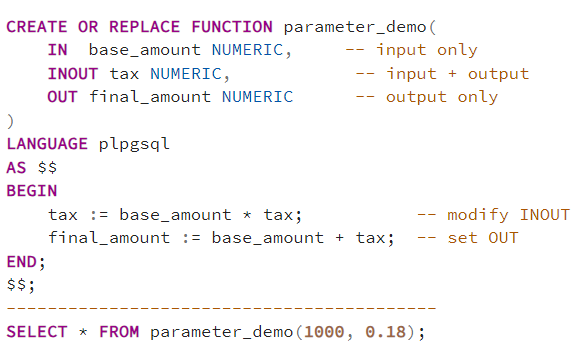 CREATE OR REPLACE FUNCTION parameter_demo(
    IN  base_amount NUMERIC,     -- input only
    INOUT tax NUMERIC,            -- input + output
    OUT final_amount NUMERIC      -- output only
)
LANGUAGE plpgsql
AS $$
BEGIN
    tax := base_amount * tax;           -- modify INOUT
    final_amount := base_amount + tax;  -- set OUT
END;
$$;
------------------------------------------
SELECT * FROM parameter_demo(1000, 0.18);